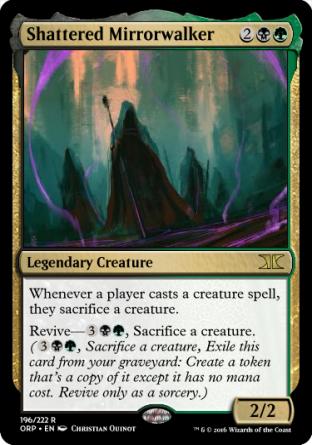 Shattered Mirrorwalker 2
Legendary Creature
Whenever a player casts a creature spell,
they sacrifice a creature.
Revive—3, Sacrifice a creature.
(3, Sacrifice a creature, Exile this
card from your graveyard: Create a token
that's a copy of it except it has no mana
cost. Revive only as a sorcery.)
2/2
196/222 R
ORP • EN Christian Quinot
™ & © 2016 Wizards of the Coast